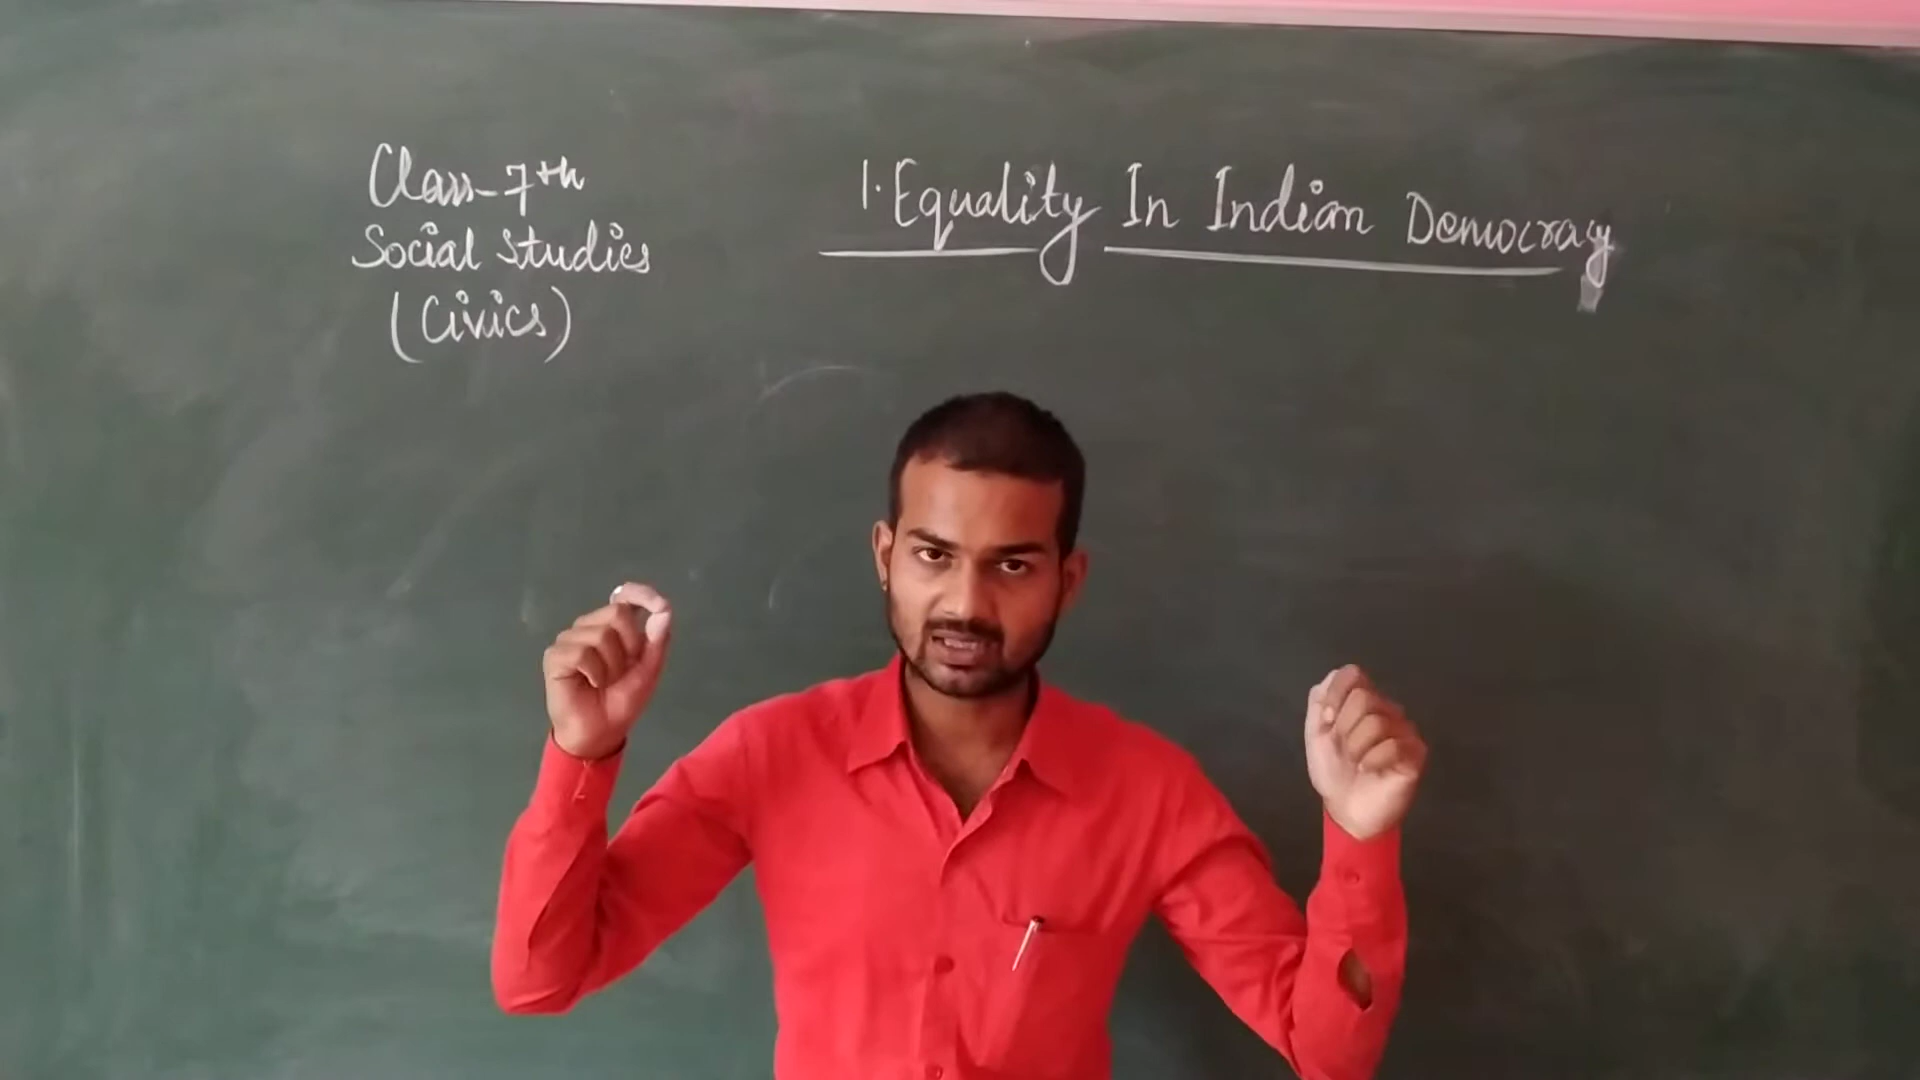 Class-7th
Social Studies
(Civics)
1. Equality In Indian Democracy